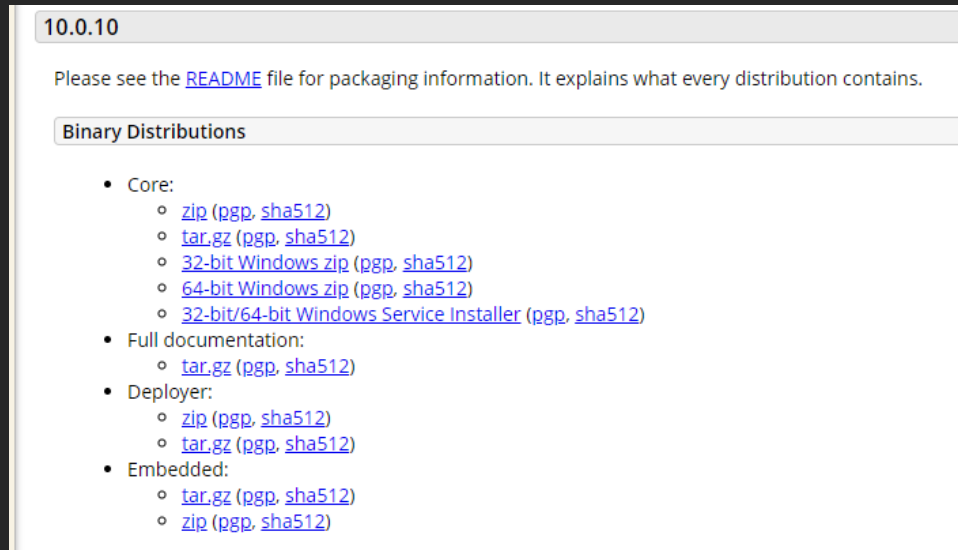 10.0.10
Please see the README file for packaging information. It explains what every distribution contains.
Binary Distributions
• Core:
zip (pgp, sha512)
tar.gz (pgp, sha512)
32-bit Windows zip (pgp, sha512)
64-bit Windows zip (pgp, sha512)
32-bit/64-bit Windows Service Installer (pgp, sha512)
• Full documentation:
tar.gz (pgp, sha512)
• Deployer:
zip (pgp, sha512)
tar.gz (pgp, sha512)
• Embedded:
tar.gz (pgp, sha512)
zip (pgp, sha512)